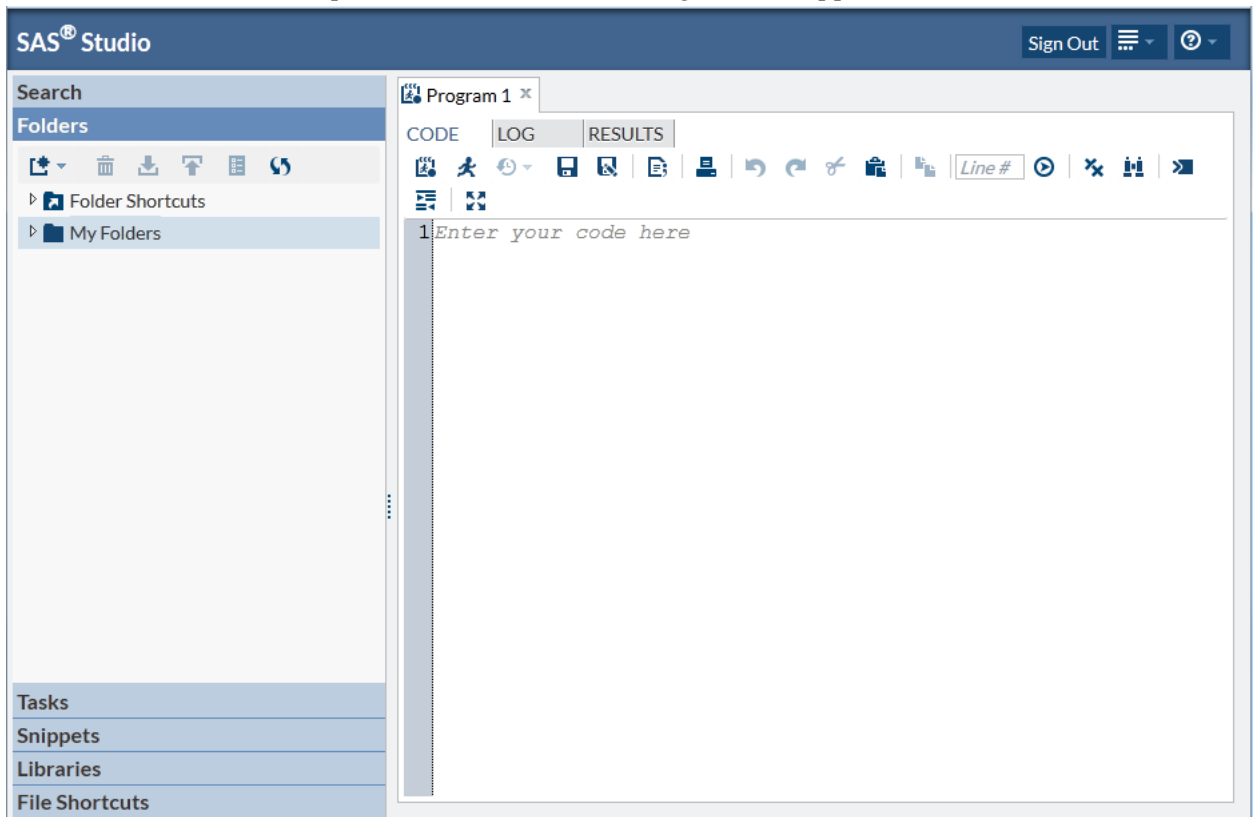 SAS® Studio
Sign Out
Search
Folders
Folder Shortcuts
My Folders
Tasks
Snippets
Libraries
File Shortcuts
Program 1
CODE LOG RESULTS
Line #
1 Enter your code here